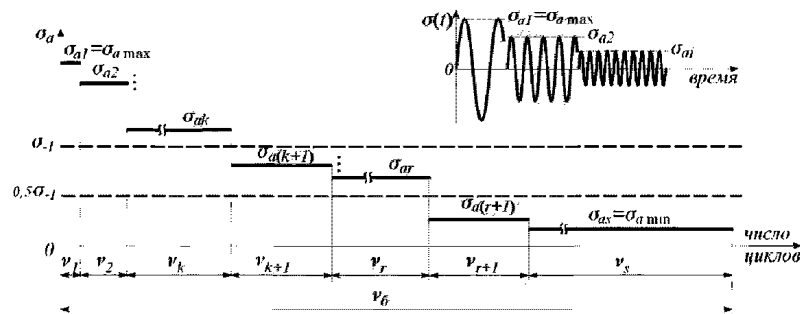 σₐ
σₐ₁=σₐ max
σₐ₂
σₐₖ
σ₋₁
σₐ₍ₖ₊₁₎
σₐᵣ
0,5σ₋₁
σₐ₍ᵣ₊₁₎
σₐₛ=σₐ min
0
число
циклов
ν₁ ν₂ νₖ νₖ₊₁ νᵣ νᵣ₊₁ νₛ
ν_б
σ(t)
σₐ₁=σₐ max
σₐ₂
σₐᵢ
0
время